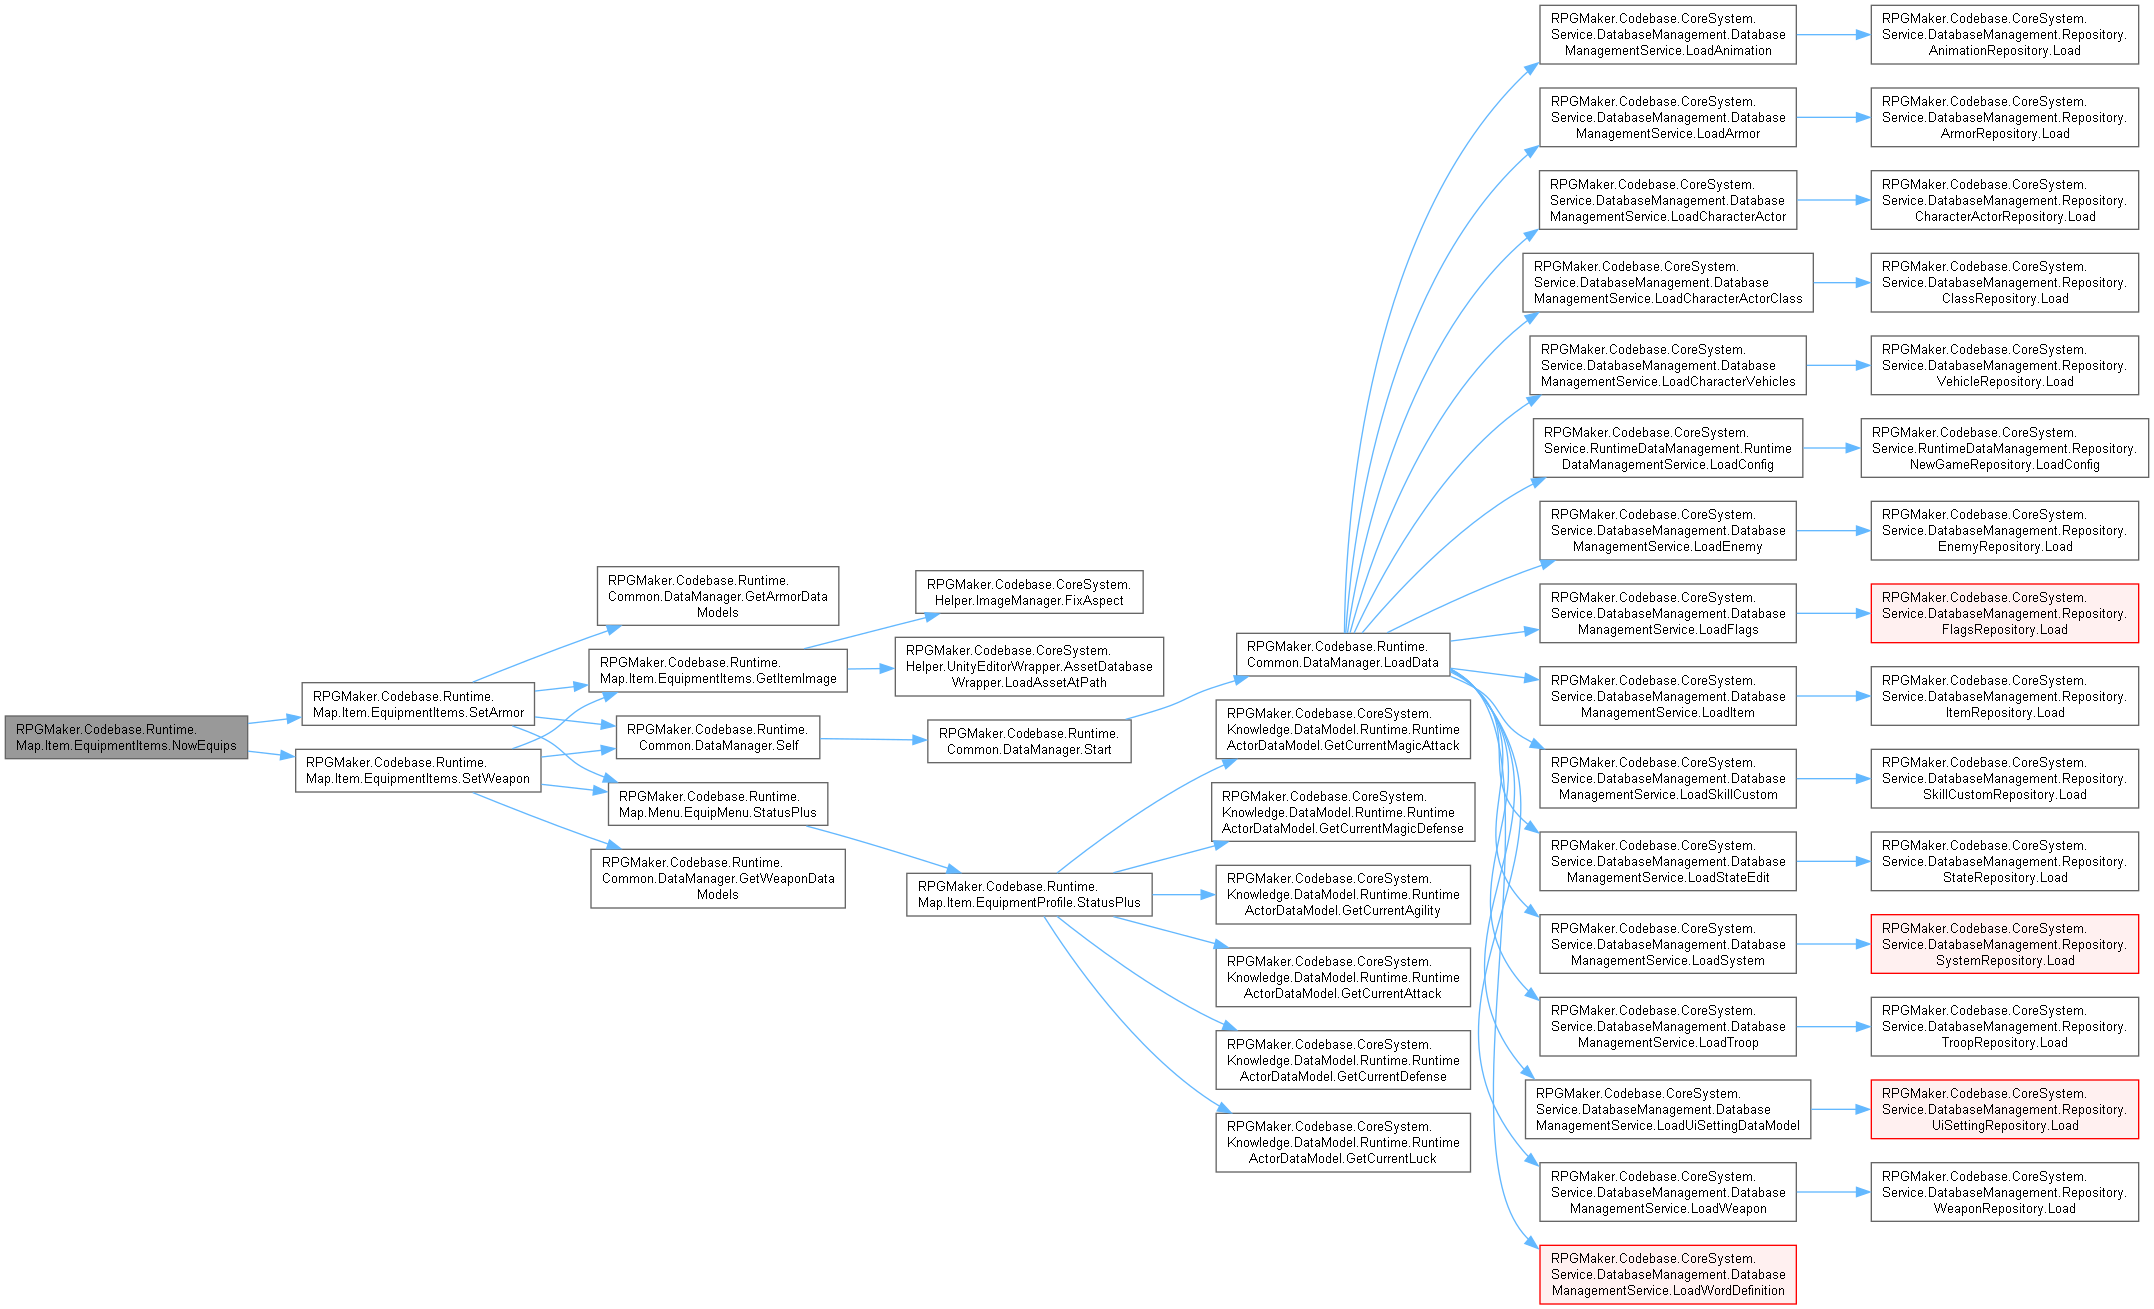 RPGMaker.Codebase.Runtime.
Map.Item.EquipmentItems.NowEquips
RPGMaker.Codebase.Runtime.
Map.Item.EquipmentItems.SetArmor
RPGMaker.Codebase.Runtime.
Map.Item.EquipmentItems.SetWeapon
RPGMaker.Codebase.Runtime.
Common.DataManager.GetArmorData
Models
RPGMaker.Codebase.Runtime.
Map.Item.EquipmentItems.GetItemImage
RPGMaker.Codebase.Runtime.
Common.DataManager.Self
RPGMaker.Codebase.Runtime.
Map.Menu.EquipMenu.StatusPlus
RPGMaker.Codebase.Runtime.
Common.DataManager.GetWeaponData
Models
RPGMaker.Codebase.CoreSystem.
Helper.ImageManager.FixAspect
RPGMaker.Codebase.CoreSystem.
Helper.UnityEditorWrapper.AssetDatabase
Wrapper.LoadAssetAtPath
RPGMaker.Codebase.Runtime.
Common.DataManager.Start
RPGMaker.Codebase.Runtime.
Map.Item.EquipmentProfile.StatusPlus
RPGMaker.Codebase.Runtime.
Common.DataManager.LoadData
RPGMaker.Codebase.CoreSystem.
Knowledge.DataModel.Runtime.Runtime
ActorDataModel.GetCurrentMagicAttack
RPGMaker.Codebase.CoreSystem.
Knowledge.DataModel.Runtime.Runtime
ActorDataModel.GetCurrentMagicDefense
RPGMaker.Codebase.CoreSystem.
Knowledge.DataModel.Runtime.Runtime
ActorDataModel.GetCurrentAgility
RPGMaker.Codebase.CoreSystem.
Knowledge.DataModel.Runtime.Runtime
ActorDataModel.GetCurrentAttack
RPGMaker.Codebase.CoreSystem.
Knowledge.DataModel.Runtime.Runtime
ActorDataModel.GetCurrentDefense
RPGMaker.Codebase.CoreSystem.
Knowledge.DataModel.Runtime.Runtime
ActorDataModel.GetCurrentLuck
RPGMaker.Codebase.CoreSystem.
Service.DatabaseManagement.Database
ManagementService.LoadAnimation
RPGMaker.Codebase.CoreSystem.
Service.DatabaseManagement.Repository.
AnimationRepository.Load
RPGMaker.Codebase.CoreSystem.
Service.DatabaseManagement.Database
ManagementService.LoadArmor
RPGMaker.Codebase.CoreSystem.
Service.DatabaseManagement.Repository.
ArmorRepository.Load
RPGMaker.Codebase.CoreSystem.
Service.DatabaseManagement.Database
ManagementService.LoadCharacterActor
RPGMaker.Codebase.CoreSystem.
Service.DatabaseManagement.Repository.
CharacterActorRepository.Load
RPGMaker.Codebase.CoreSystem.
Service.DatabaseManagement.Database
ManagementService.LoadCharacterActorClass
RPGMaker.Codebase.CoreSystem.
Service.DatabaseManagement.Repository.
ClassRepository.Load
RPGMaker.Codebase.CoreSystem.
Service.DatabaseManagement.Database
ManagementService.LoadCharacterVehicles
RPGMaker.Codebase.CoreSystem.
Service.DatabaseManagement.Repository.
VehicleRepository.Load
RPGMaker.Codebase.CoreSystem.
Service.RuntimeDataManagement.Runtime
DataManagementService.LoadConfig
RPGMaker.Codebase.CoreSystem.
Service.RuntimeDataManagement.Repository.
NewGameRepository.LoadConfig
RPGMaker.Codebase.CoreSystem.
Service.DatabaseManagement.Database
ManagementService.LoadEnemy
RPGMaker.Codebase.CoreSystem.
Service.DatabaseManagement.Repository.
EnemyRepository.Load
RPGMaker.Codebase.CoreSystem.
Service.DatabaseManagement.Database
ManagementService.LoadFlags
RPGMaker.Codebase.CoreSystem.
Service.DatabaseManagement.Repository.
FlagsRepository.Load
RPGMaker.Codebase.CoreSystem.
Service.DatabaseManagement.Database
ManagementService.LoadItem
RPGMaker.Codebase.CoreSystem.
Service.DatabaseManagement.Repository.
ItemRepository.Load
RPGMaker.Codebase.CoreSystem.
Service.DatabaseManagement.Database
ManagementService.LoadSkillCustom
RPGMaker.Codebase.CoreSystem.
Service.DatabaseManagement.Repository.
SkillCustomRepository.Load
RPGMaker.Codebase.CoreSystem.
Service.DatabaseManagement.Database
ManagementService.LoadStateEdit
RPGMaker.Codebase.CoreSystem.
Service.DatabaseManagement.Repository.
StateRepository.Load
RPGMaker.Codebase.CoreSystem.
Service.DatabaseManagement.Database
ManagementService.LoadSystem
RPGMaker.Codebase.CoreSystem.
Service.DatabaseManagement.Repository.
SystemRepository.Load
RPGMaker.Codebase.CoreSystem.
Service.DatabaseManagement.Database
ManagementService.LoadTroop
RPGMaker.Codebase.CoreSystem.
Service.DatabaseManagement.Repository.
TroopRepository.Load
RPGMaker.Codebase.CoreSystem.
Service.DatabaseManagement.Database
ManagementService.LoadUiSettingDataModel
RPGMaker.Codebase.CoreSystem.
Service.DatabaseManagement.Repository.
UiSettingRepository.Load
RPGMaker.Codebase.CoreSystem.
Service.DatabaseManagement.Database
ManagementService.LoadWeapon
RPGMaker.Codebase.CoreSystem.
Service.DatabaseManagement.Repository.
WeaponRepository.Load
RPGMaker.Codebase.CoreSystem.
Service.DatabaseManagement.Database
ManagementService.LoadWordDefinition